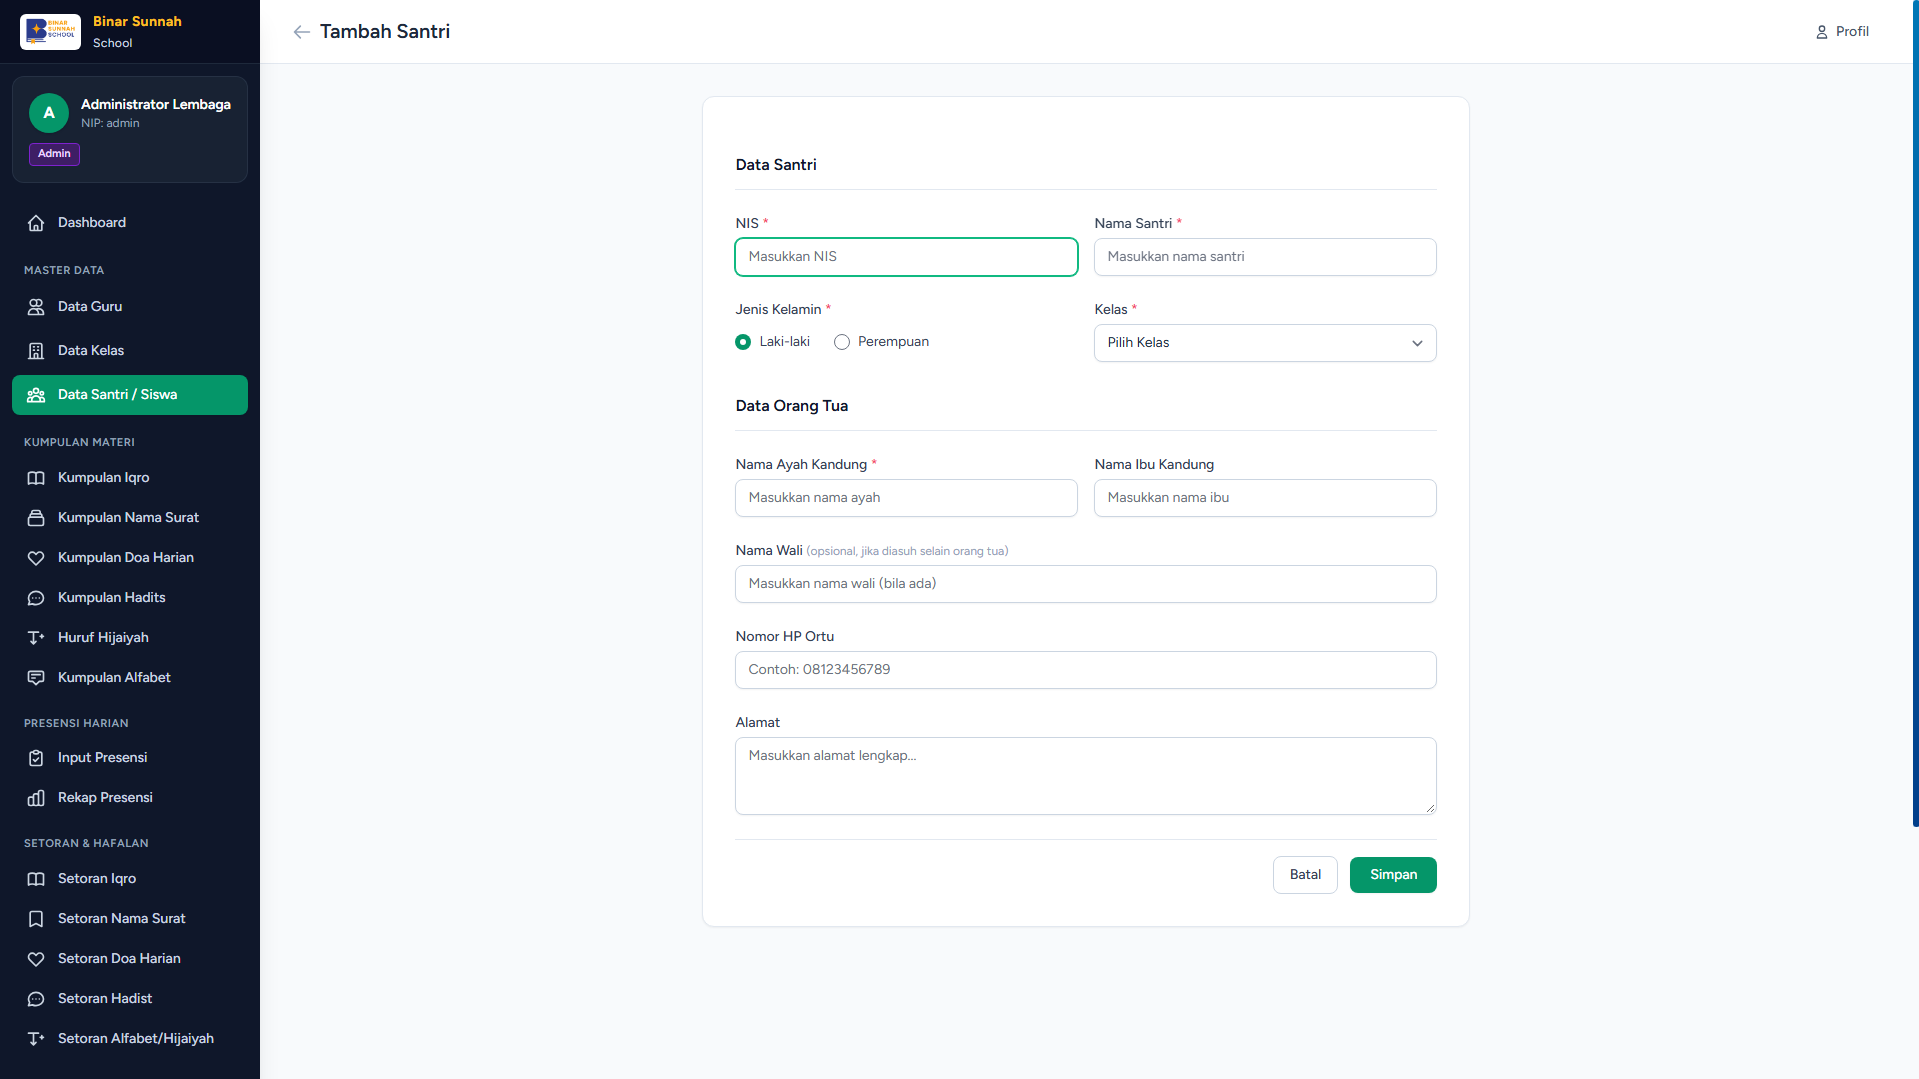 BINAR
SUNNAH
SCHOOL
Binar Sunnah
School
A
Administrator Lembaga
NIP: admin
Admin
Dashboard
MASTER DATA
Data Guru
Data Kelas
Data Santri / Siswa
KUMPULAN MATERI
Kumpulan Iqro
Kumpulan Nama Surat
Kumpulan Doa Harian
Kumpulan Hadits
Huruf Hijaiyah
Kumpulan Alfabet
PRESENSI HARIAN
Input Presensi
Rekap Presensi
SETORAN & HAFALAN
Setoran Iqro
Setoran Nama Surat
Setoran Doa Harian
Setoran Hadist
Setoran Alfabet/Hijaiyah
Tambah Santri
Profil
Data Santri
NIS *
Masukkan NIS
Nama Santri *
Masukkan nama santri
Jenis Kelamin *
Laki-laki
Perempuan
Kelas *
Pilih Kelas
Data Orang Tua
Nama Ayah Kandung *
Masukkan nama ayah
Nama Ibu Kandung
Masukkan nama ibu
Nama Wali (opsional, jika diasuh selain orang tua)
Masukkan nama wali (bila ada)
Nomor HP Ortu
Contoh: 08123456789
Alamat
Masukkan alamat lengkap...
Batal
Simpan